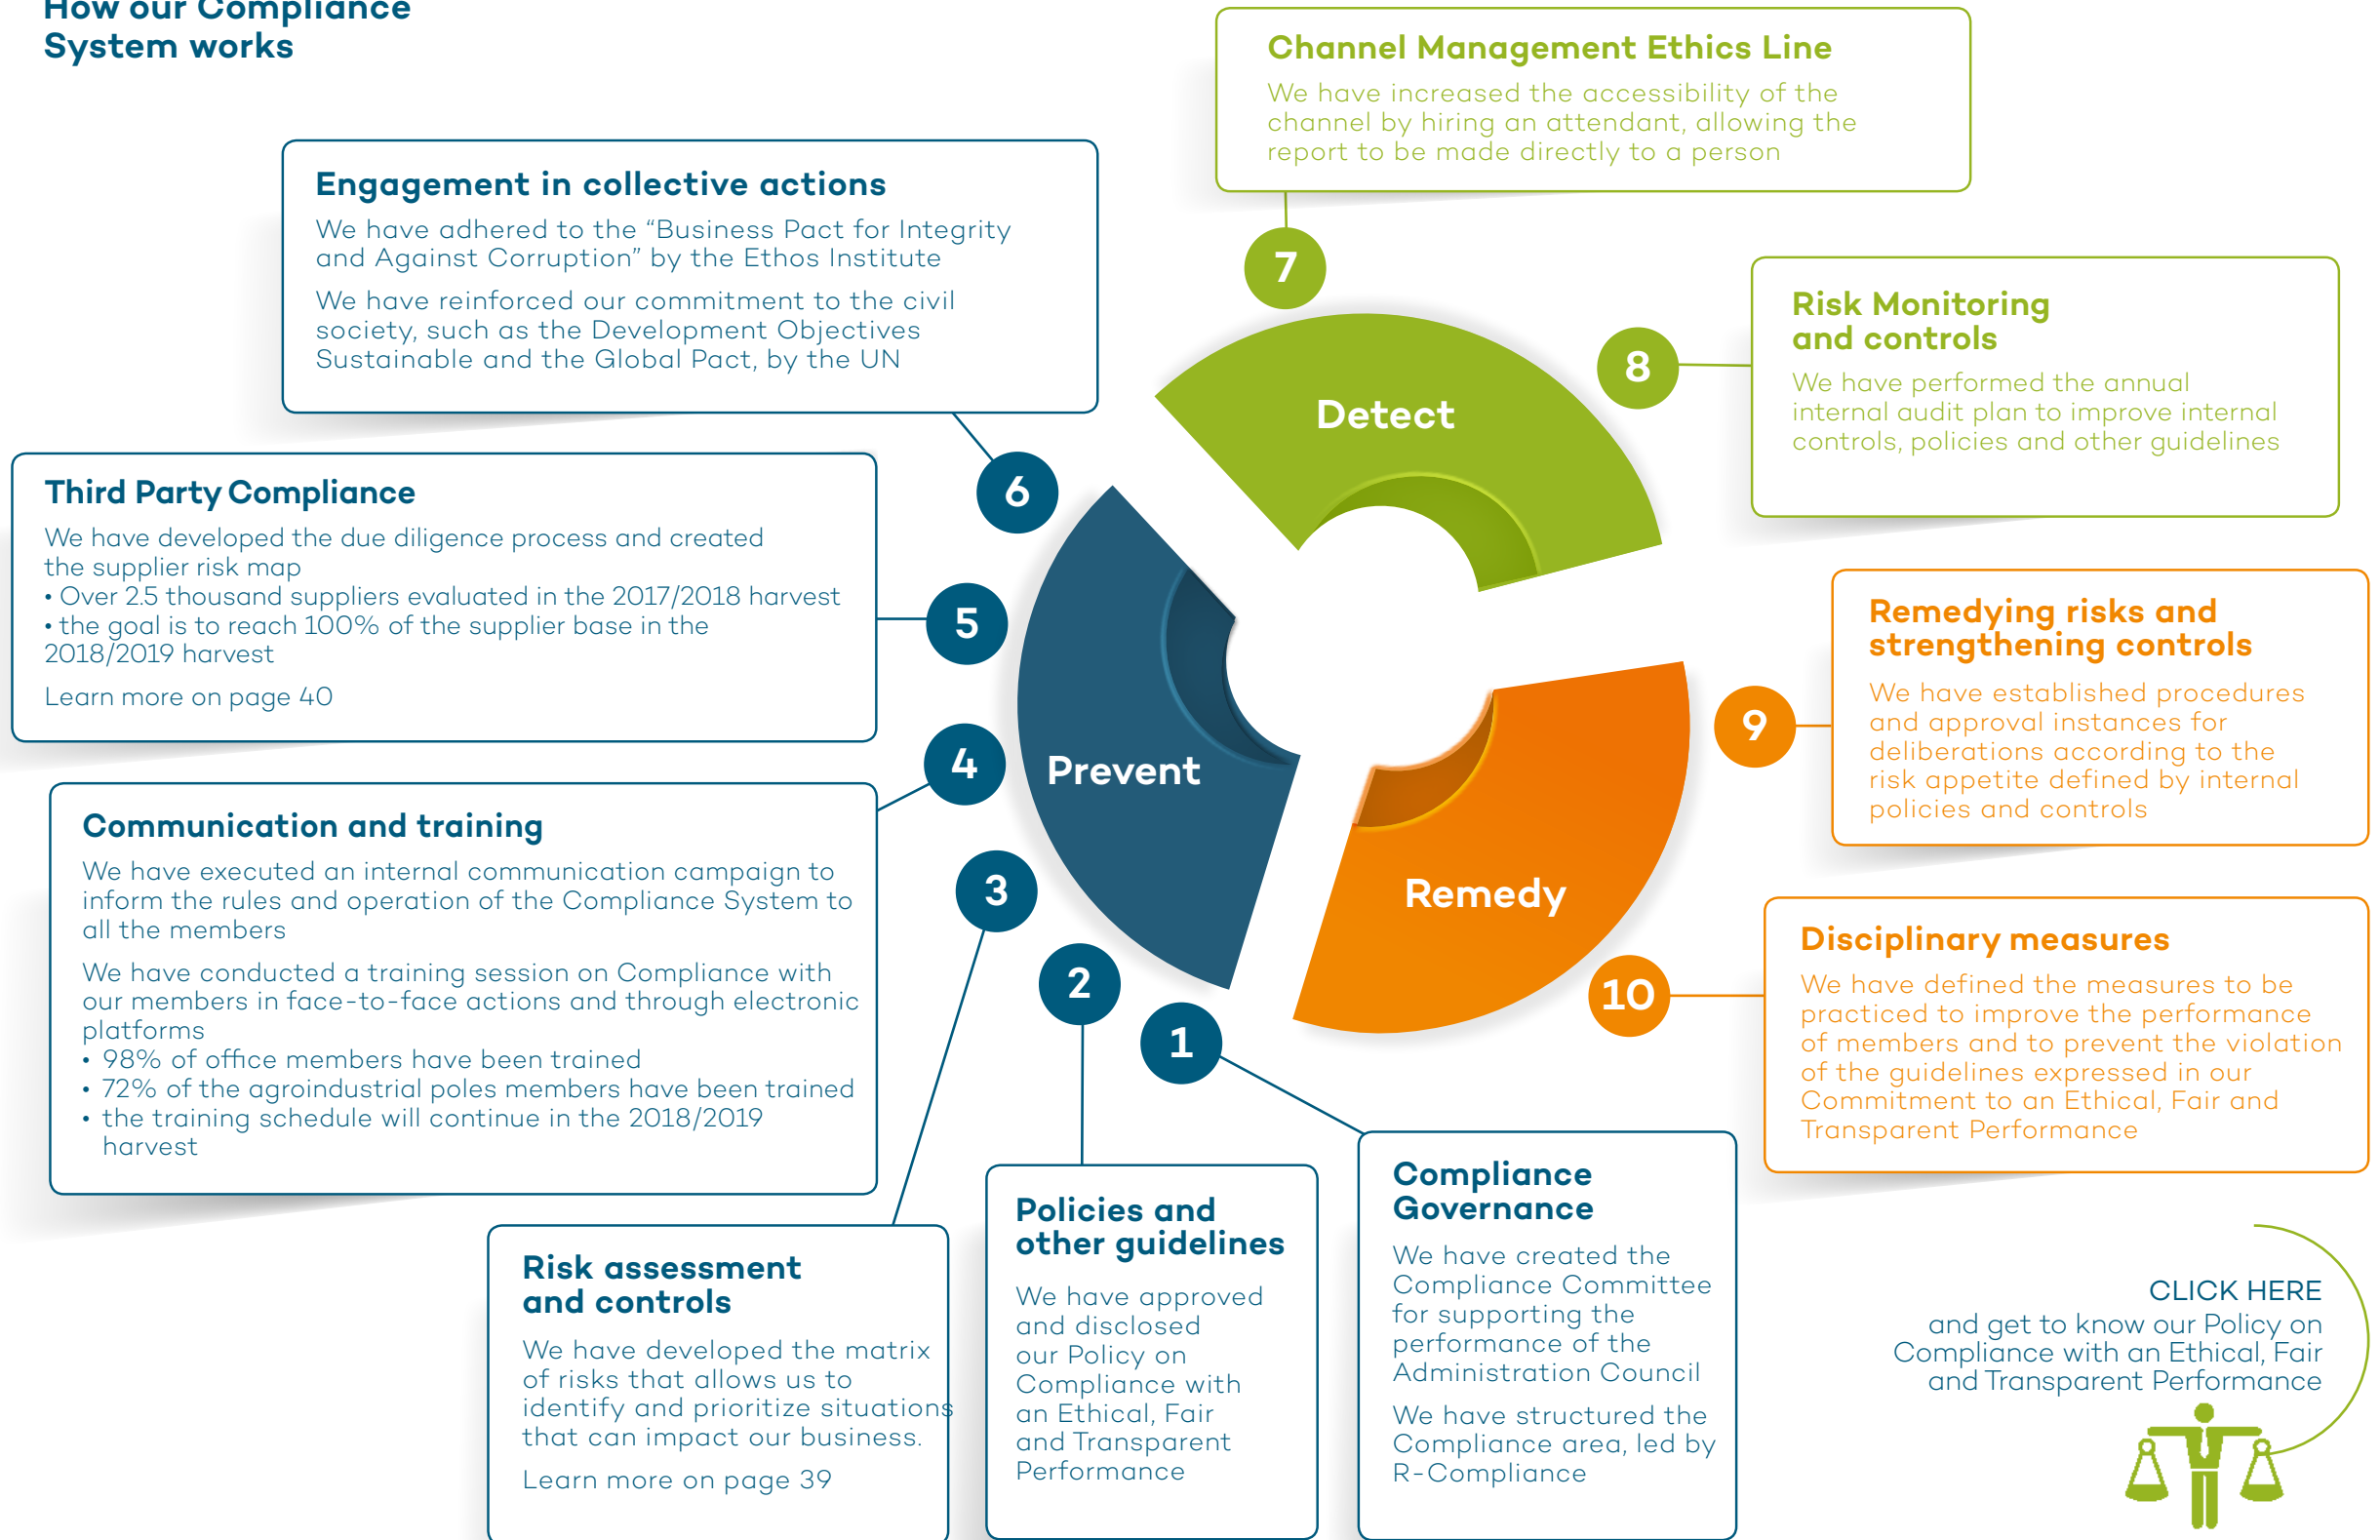 How our Compliance
System works
Channel Management Ethics Line
We have increased the accessibility of the
channel by hiring an attendant, allowing the
report to be made directly to a person
Engagement in collective actions
We have adhered to the “Business Pact for Integrity
and Against Corruption” by the Ethos Institute
We have reinforced our commitment to the civil
society, such as the Development Objectives
Sustainable and the Global Pact, by the UN
7
8
Risk Monitoring
and controls
We have performed the annual
internal audit plan to improve internal
controls, policies and other guidelines
Detect
6
Third Party Compliance
We have developed the due diligence process and created
the supplier risk map
• Over 2.5 thousand suppliers evaluated in the 2017/2018 harvest
• the goal is to reach 100% of the supplier base in the
2018/2019 harvest
Learn more on page 40
5
Remedying risks and
strengthening controls
We have established procedures
and approval instances for
deliberations according to the
risk appetite defined by internal
policies and controls
9
4
Prevent
Communication and training
We have executed an internal communication campaign to
inform the rules and operation of the Compliance System to
all the members
We have conducted a training session on Compliance with
our members in face-to-face actions and through electronic
platforms
• 98% of office members have been trained
• 72% of the agroindustrial poles members have been trained
• the training schedule will continue in the 2018/2019
harvest
3
Remedy
2
1
10
Disciplinary measures
We have defined the measures to be
practiced to improve the performance
of members and to prevent the violation
of the guidelines expressed in our
Commitment to an Ethical, Fair and
Transparent Performance
Risk assessment
and controls
We have developed the matrix
of risks that allows us to
identify and prioritize situations
that can impact our business.
Learn more on page 39
Policies and
other guidelines
We have approved
and disclosed
our Policy on
Compliance with
an Ethical, Fair
and Transparent
Performance
Compliance
Governance
We have created the
Compliance Committee
for supporting the
performance of the
Administration Council
We have structured the
Compliance area, led by
R-Compliance
CLICK HERE
and get to know our Policy on
Compliance with an Ethical, Fair
and Transparent Performance